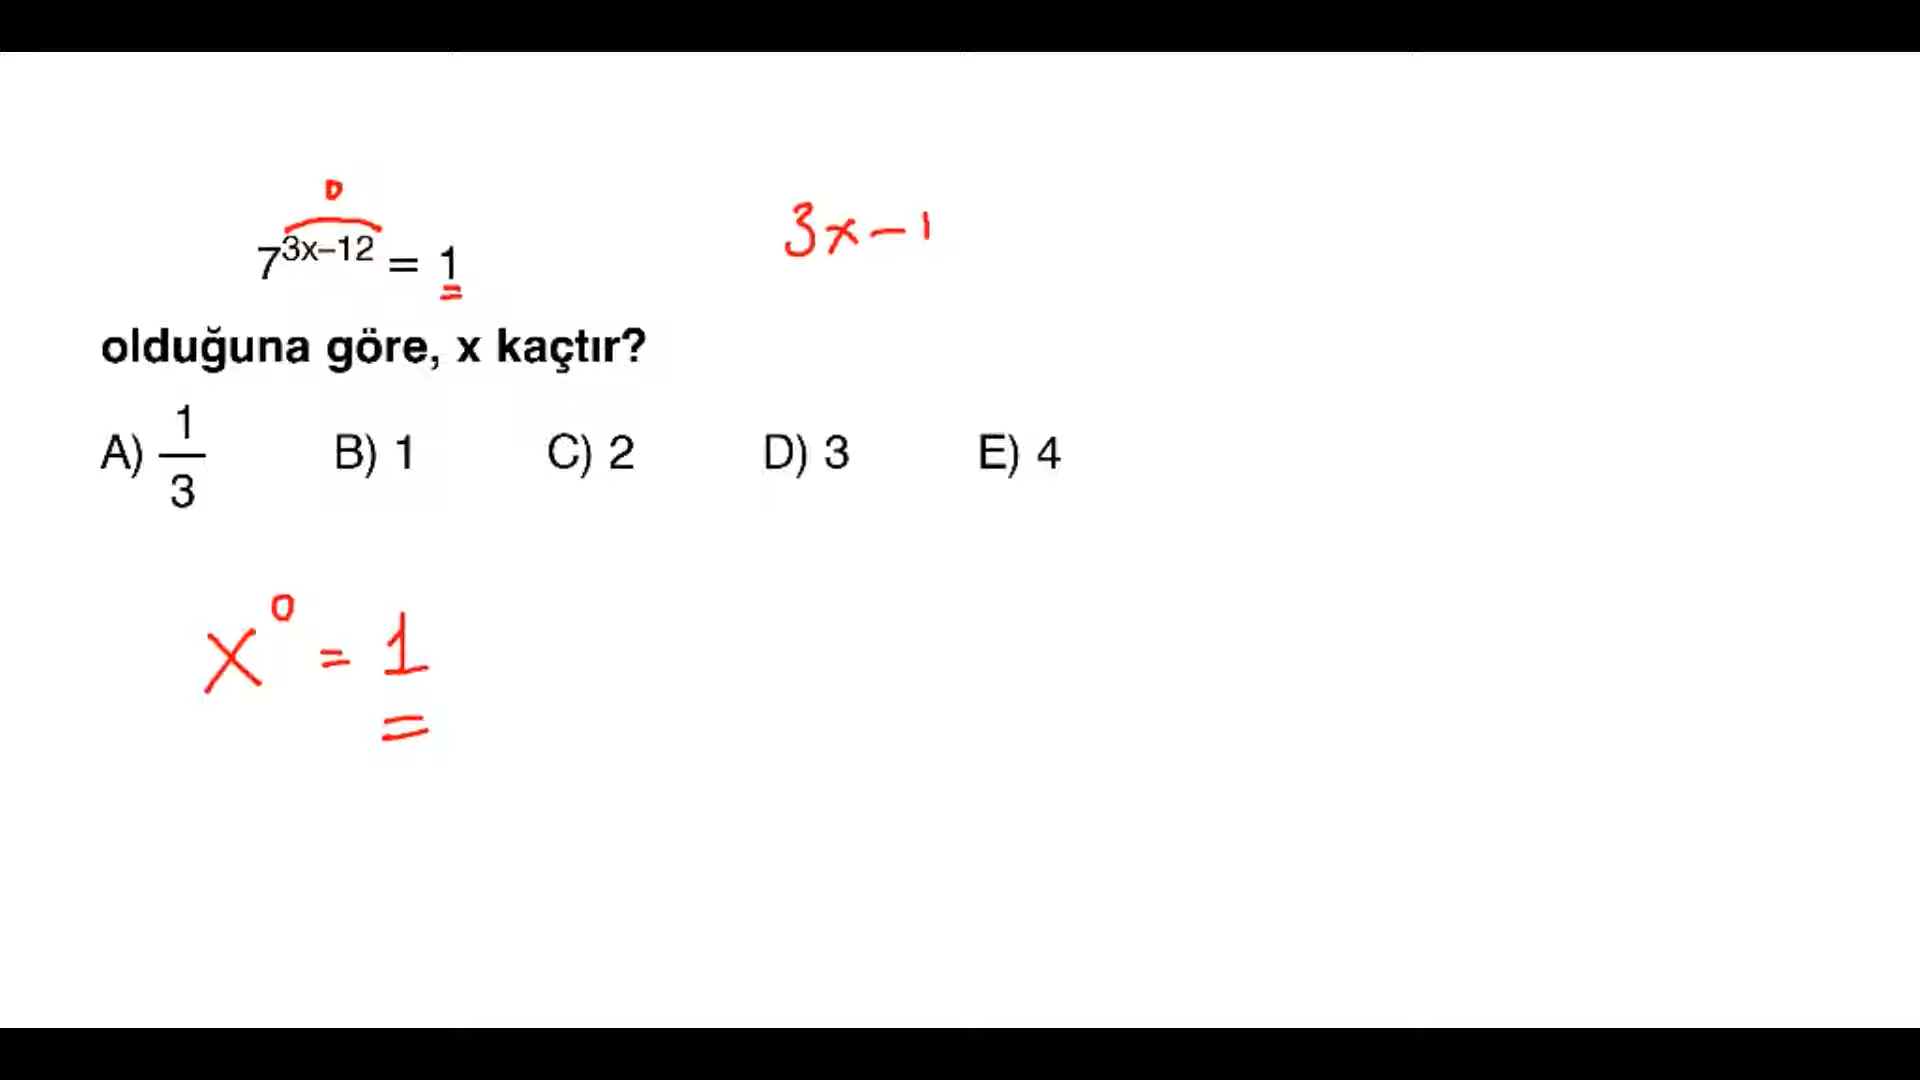 0
7^{3x–12} = 1
3x – 1
olduğuna göre, x kaçtır?
A) 1/3 B) 1 C) 2 D) 3 E) 4
x^0 = 1